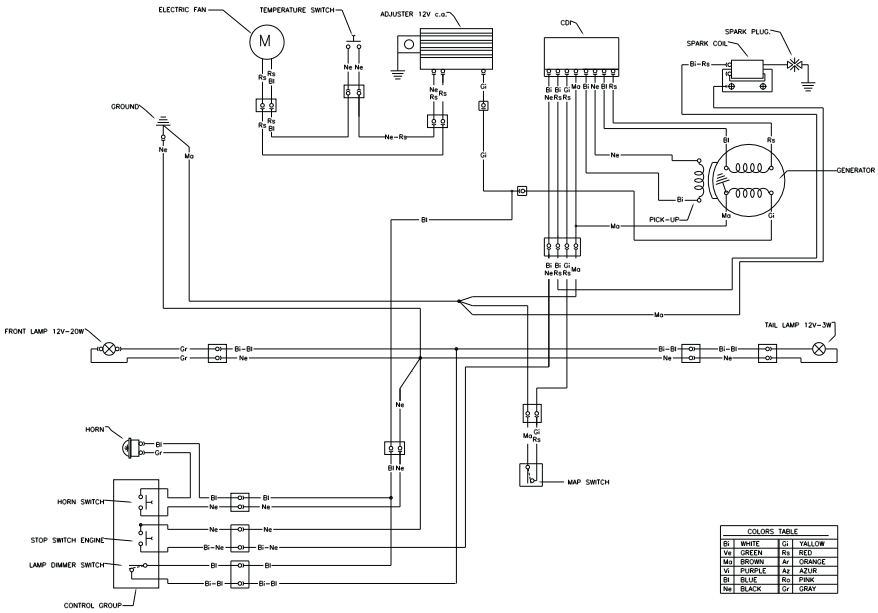 ELECTRIC FAN
TEMPERATURE SWITCH
ADJUSTER 12V c.a.
CDI
SPARK PLUG.
SPARK COIL
M
Bi-Rs
Rs
Rs
Bl
Ne Ne
Ne
Rs
Rs
Gi
Bi
Ne
Bi
Rs
Gi
Rs
Ma Bi Ne Bl Rs
GROUND
Rs
Rs
Bl
Ne-Rs
Bl
Rs
Ne
Ma
Gi
Ne
GENERATOR
Bi
PICK-UP
Ma
Gi
Bl
Ma
Bi
Ne
Bi
Rs
Gi
Rs
Ma
Ma
FRONT LAMP 12V-20W
TAIL LAMP 12V-3W
Gr
Bi-Bl
Bi-Bl
Bi-Bl
Gr
Ne
Ne
Ne
Ne
HORN
Bl
Gr
Ma
Gi
Rs
Bl Ne
MAP SWITCH
HORN SWITCH
Bl
Bl
Ne
Ne
Ne
Ne
STOP SWITCH ENGINE
Bi-Ne
Bi-Ne
LAMP DIMMER SWITCH
Bl
Bl
Bi-Bl
Bi-Bl
CONTROL GROUP
COLORS TABLE
Bi WHITE Gi YALLOW
Ve GREEN Rs RED
Ma BROWN Ar ORANGE
Vi PURPLE Az AZUR
Bl BLUE Ro PINK
Ne BLACK Gr GRAY